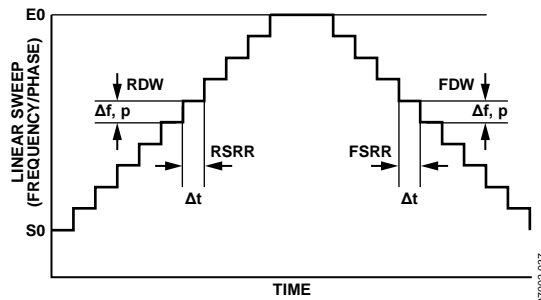 E0
RDW
FDW
Δf, p
Δf, p
LINEAR SWEEP
(FREQUENCY/PHASE)
RSRR
FSRR
Δt
Δt
S0
TIME